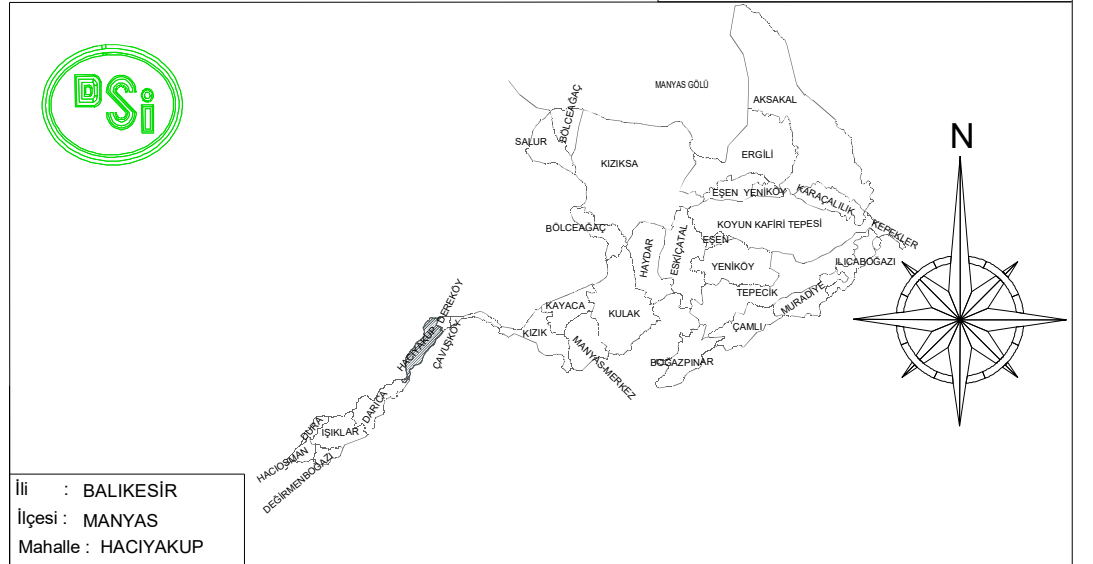 DSi
MANYAS GÖLÜ
AKSAKAL
BÖLCEAĞAÇ
SALUR
KIZIKSA
ERGİLİ
EŞEN
YENİKÖY
KARAÇALILIK
KEPEKLER
BÖLCEAĞAÇ
HAYDAR
ESKİÇATAL
KOYUN KAFİRİ TEPESİ
EŞEN
YENİKÖY
ILICABOĞAZI
TEPECİK
MURADİYE
ÇAMLI
KAYACA
KULAK
KIZIK
MANYAS-MERKEZ
BOĞAZPINAR
DEREKÖY
HACIYAKUP
ÇAVUŞKÖY
DARICA
DURA
IŞIKLAR
HACIOSMAN
DEĞİRMENBOĞAZI
N
İli : BALIKESİR
İlçesi : MANYAS
Mahalle : HACIYAKUP